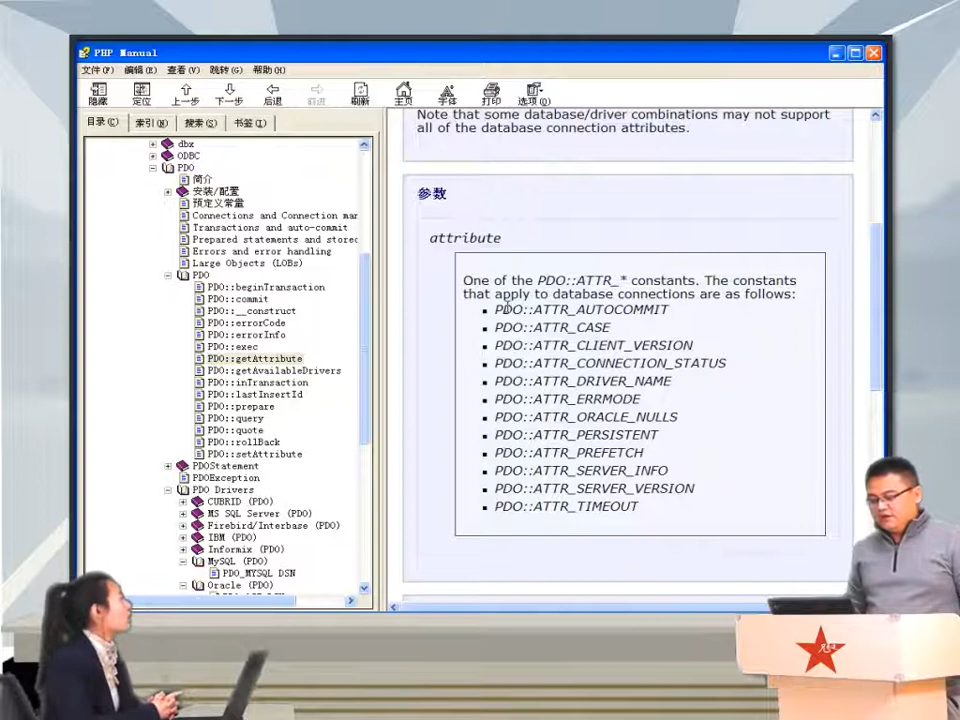 PHP Manual
文件(F) 编辑(E) 查看(V) 跳转(G) 帮助(H)
隐藏 定位 上一步 下一步 后退 前进 刷新 主页 字体 打印 选项(O)
目录(C) 索引(N) 搜索(S) 书签(I)
dbx
ODBC
PDO
简介
安装/配置
预定义常量
Connections and Connection mar
Transactions and auto-commit
Prepared statements and stored
Errors and error handling
Large Objects (LOBs)
PDO
PDO::beginTransaction
PDO::commit
PDO::__construct
PDO::errorCode
PDO::errorInfo
PDO::exec
PDO::getAttribute
PDO::getAvailableDrivers
PDO::inTransaction
PDO::lastInsertId
PDO::prepare
PDO::query
PDO::quote
PDO::rollBack
PDO::setAttribute
PDOStatement
PDOException
PDO Drivers
CUBRID (PDO)
MS SQL Server (PDO)
Firebird/Interbase (PDO)
IBM (PDO)
Informix (PDO)
MySQL (PDO)
PDO_MYSQL DSN
Oracle (PDO)
Note that some database/driver combinations may not support
all of the database connection attributes.
参数
attribute
One of the PDO::ATTR_* constants. The constants
that apply to database connections are as follows:
PDO::ATTR_AUTOCOMMIT
PDO::ATTR_CASE
PDO::ATTR_CLIENT_VERSION
PDO::ATTR_CONNECTION_STATUS
PDO::ATTR_DRIVER_NAME
PDO::ATTR_ERRMODE
PDO::ATTR_ORACLE_NULLS
PDO::ATTR_PERSISTENT
PDO::ATTR_PREFETCH
PDO::ATTR_SERVER_INFO
PDO::ATTR_SERVER_VERSION
PDO::ATTR_TIMEOUT